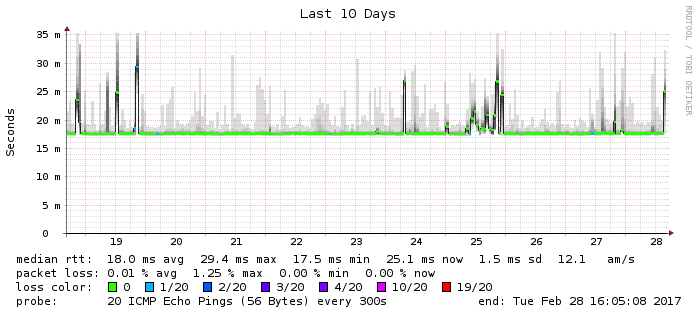 Last 10 Days
RRDTOOL / TOBI OETIKER
Seconds
35 m
30 m
25 m
20 m
15 m
10 m
5 m
0
19 20 21 22 23 24 25 26 27 28
median rtt: 18.0 ms avg 29.4 ms max 17.5 ms min 25.1 ms now 1.5 ms sd 12.1 am/s
packet loss: 0.01 % avg 1.25 % max 0.00 % min 0.00 % now
loss color: 0 1/20 2/20 3/20 4/20 10/20 19/20
probe: 20 ICMP Echo Pings (56 Bytes) every 300s end: Tue Feb 28 16:05:08 2017